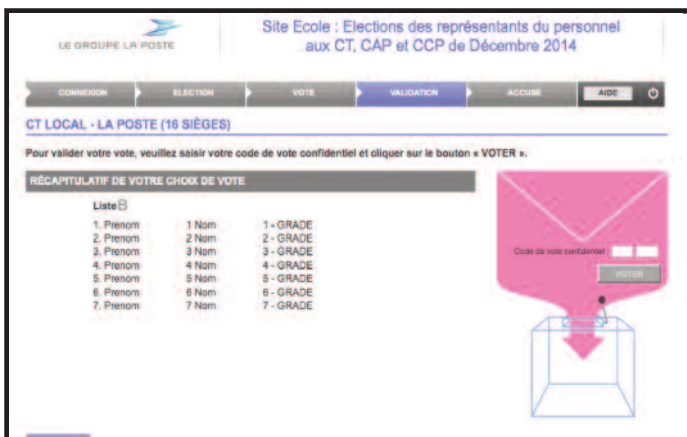 LE GROUPE LA POSTE
Site Ecole : Elections des représentants du personnel
aux CT, CAP et CCP de Décembre 2014
CONNEXION ELECTION VOTE VALIDATION ACCUSÉ AIDE
CT LOCAL - LA POSTE (16 SIÈGES)
Pour valider votre vote, veuillez saisir votre code de vote confidentiel et cliquer sur le bouton « VOTER ».
RÉCAPITULATIF DE VOTRE CHOIX DE VOTE
Liste B
1. Prenom 1 Nom 1 - GRADE
2. Prenom 2 Nom 2 - GRADE
3. Prenom 3 Nom 3 - GRADE
4. Prenom 4 Nom 4 - GRADE
5. Prenom 5 Nom 5 - GRADE
6. Prenom 6 Nom 6 - GRADE
7. Prenom 7 Nom 7 - GRADE
Code de vote confidentiel :
VOTER